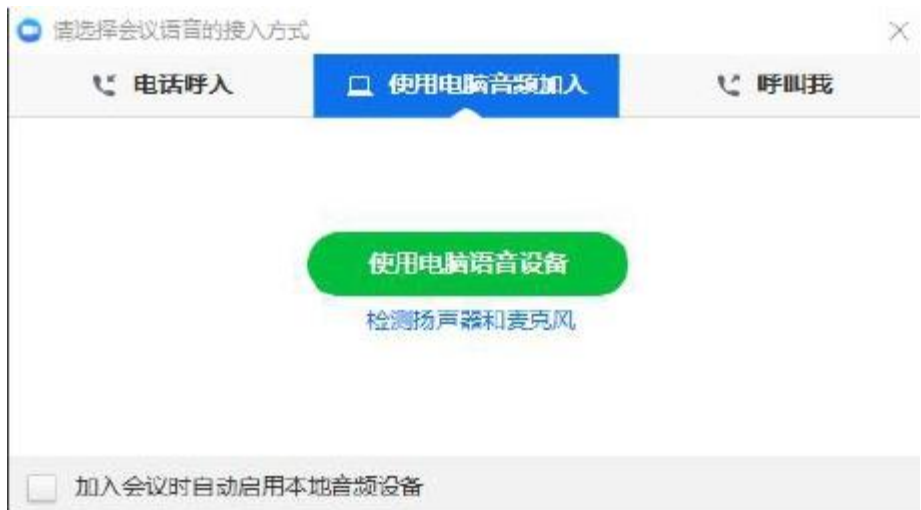 请选择会议语音的接入方式
电话呼入
使用电脑音频加入
呼叫我
使用电脑语音设备
检测扬声器和麦克风
加入会议时自动启用本地音频设备